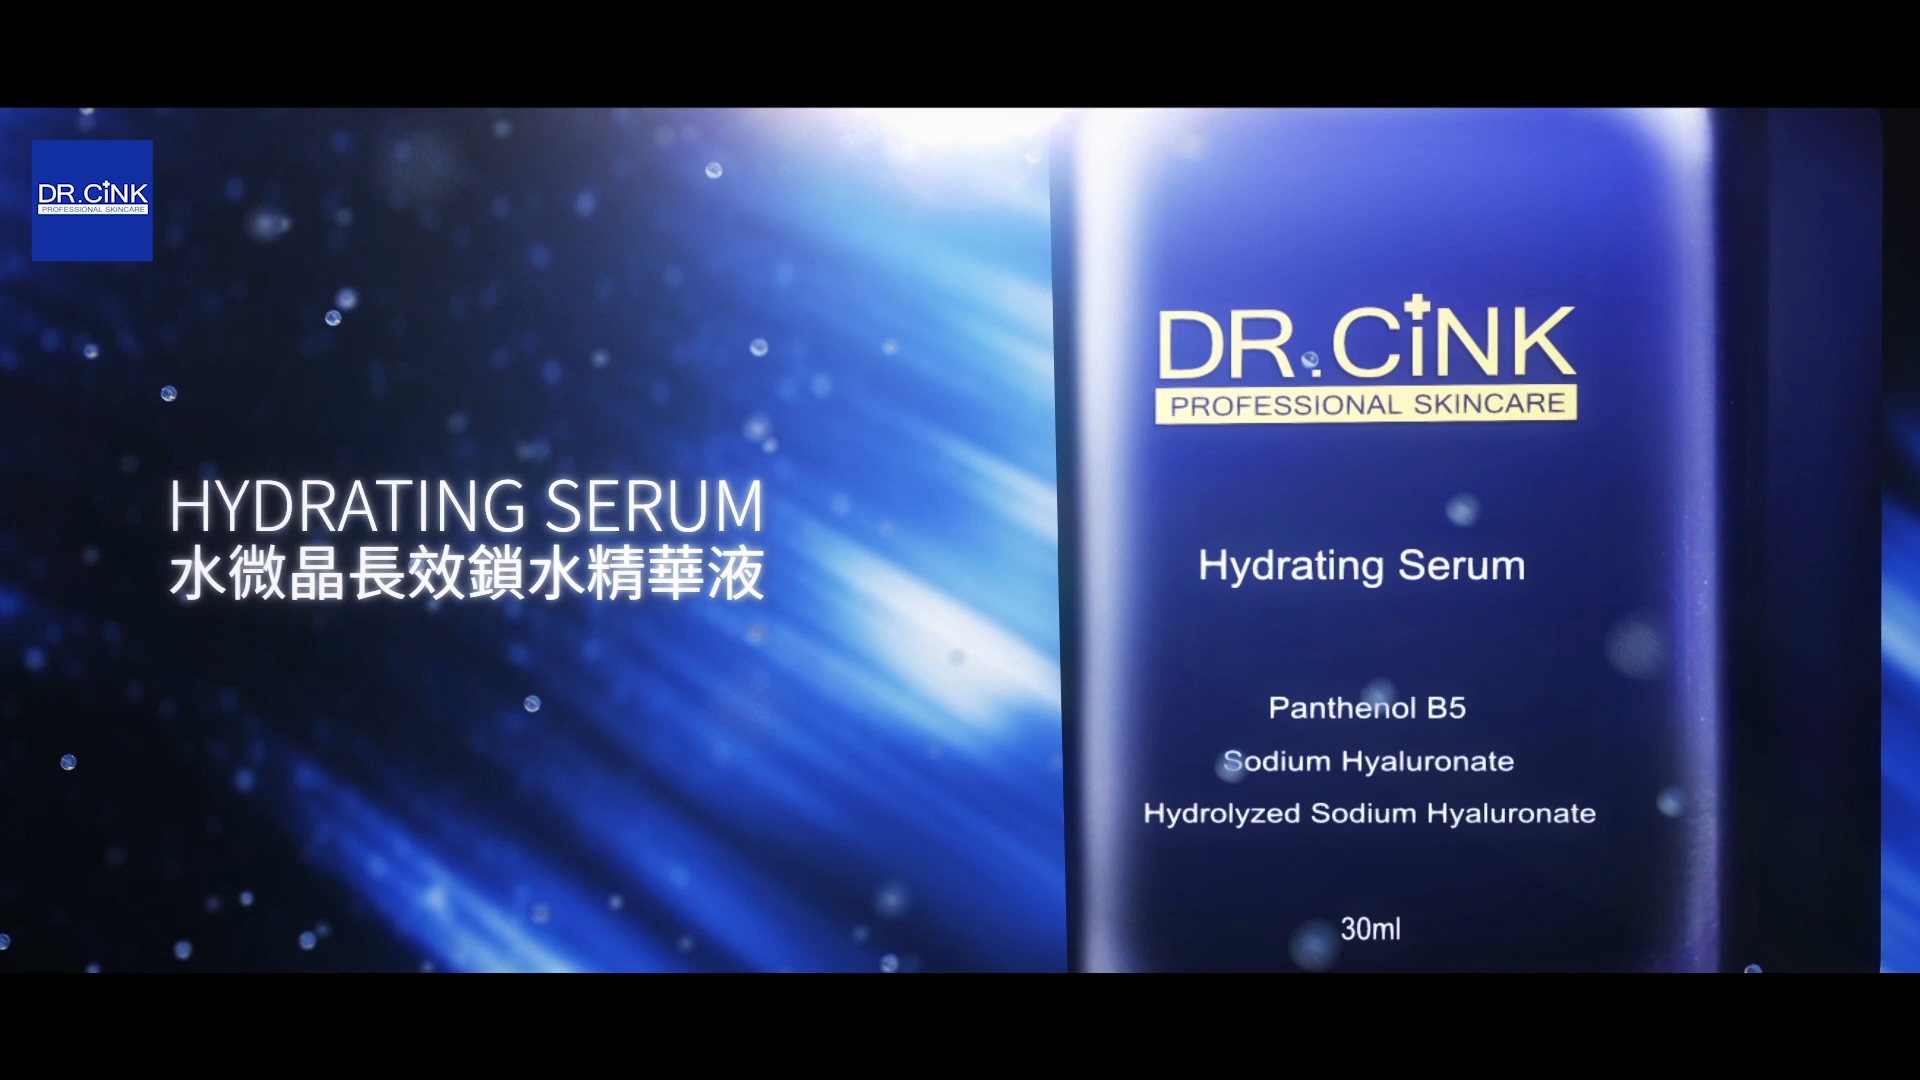 DR.CiNK
PROFESSIONAL SKINCARE
HYDRATING SERUM
水微晶長效鎖水精華液
DR.CiNK
PROFESSIONAL SKINCARE
Hydrating Serum
Panthenol B5
Sodium Hyaluronate
Hydrolyzed Sodium Hyaluronate
30ml